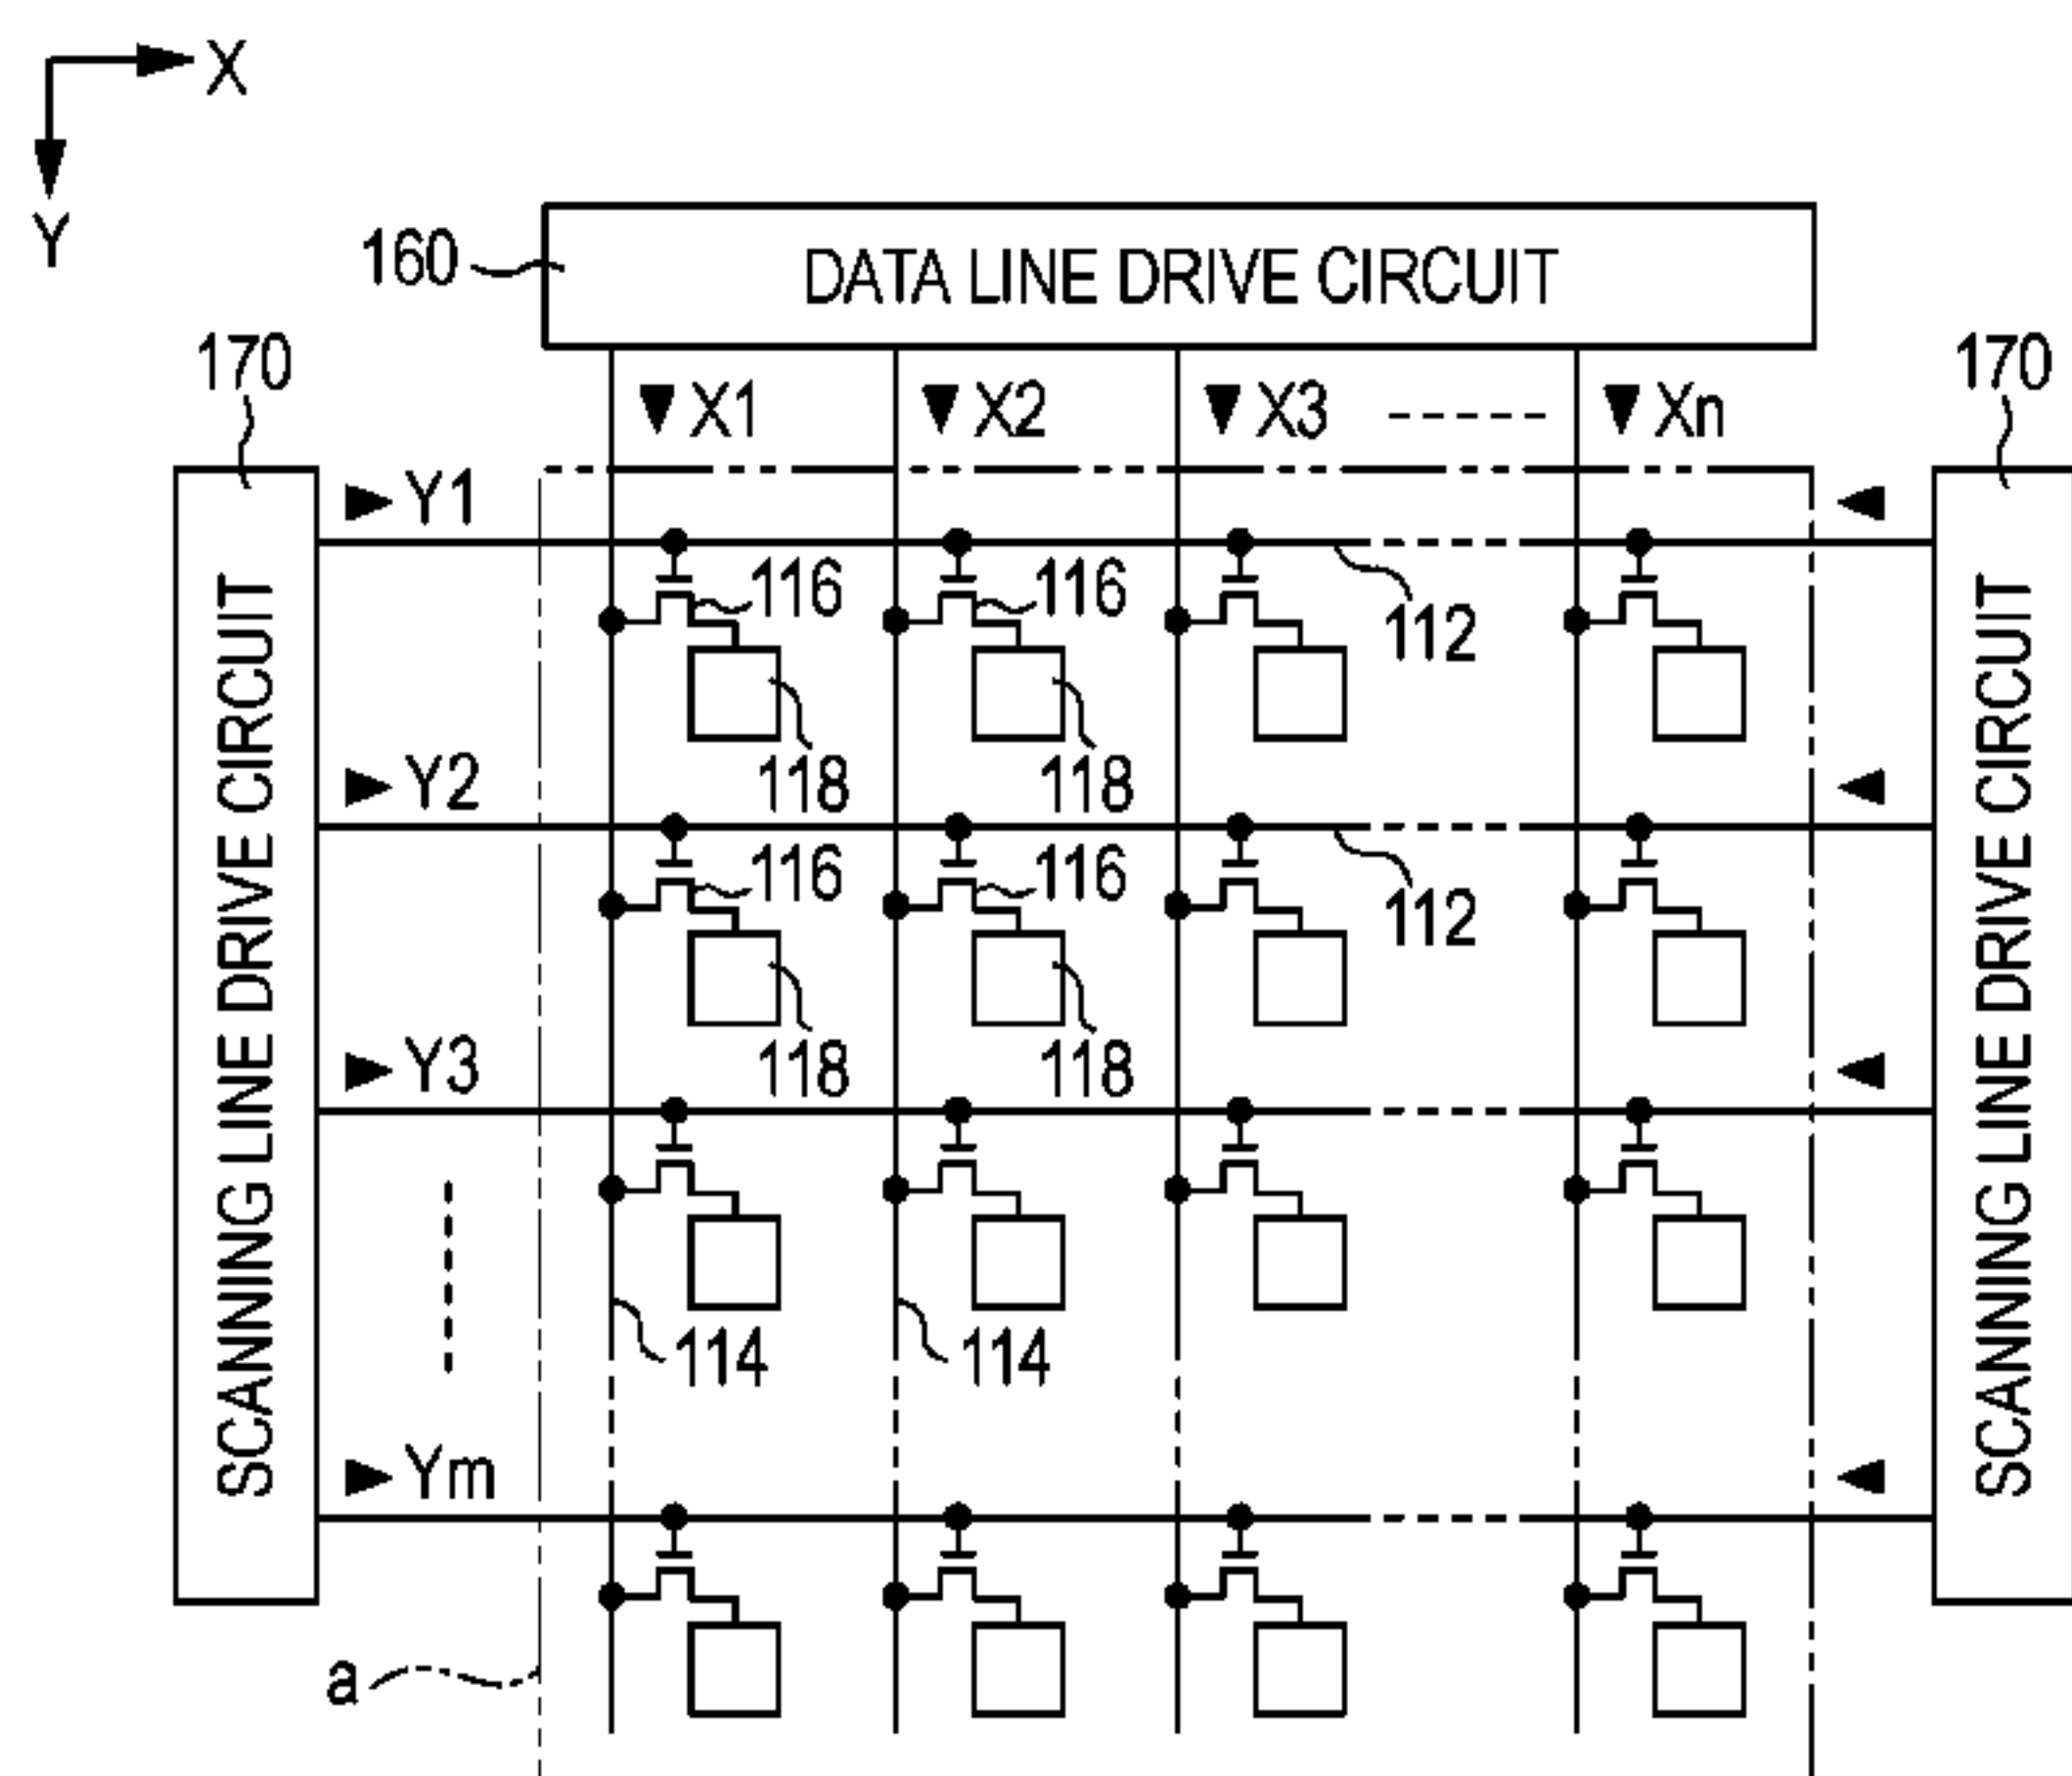 X
Y
160
DATA LINE DRIVE CIRCUIT
170
170
X1
X2
X3
Xn
Y1
116
116
112
118
118
Y2
116
116
112
118
118
Y3
114
114
Ym
a
SCANNING LINE DRIVE CIRCUIT
SCANNING LINE DRIVE CIRCUIT